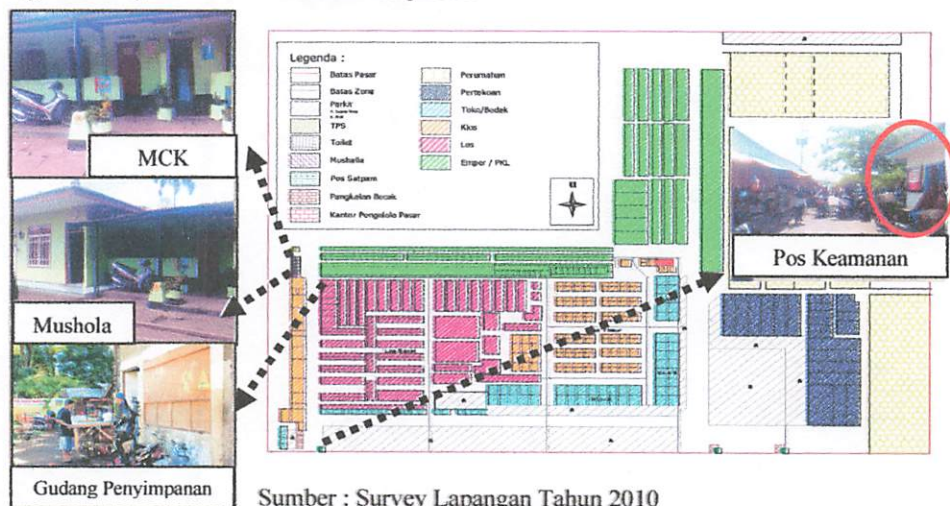 MCK
Mushola
Gudang Penyimpanan
Legenda :
Batas Pasar
Batas Zona
Parkir
TPS
Toilet
Musholla
Pos Satpam
Pangkalan Becak
Kantor Pengelola Pasar
Perumahan
Pertokoan
Toko/Bedak
Kios
Los
Emper / PKL
Pos Keamanan
Sumber : Survey Lapangan Tahun 2010